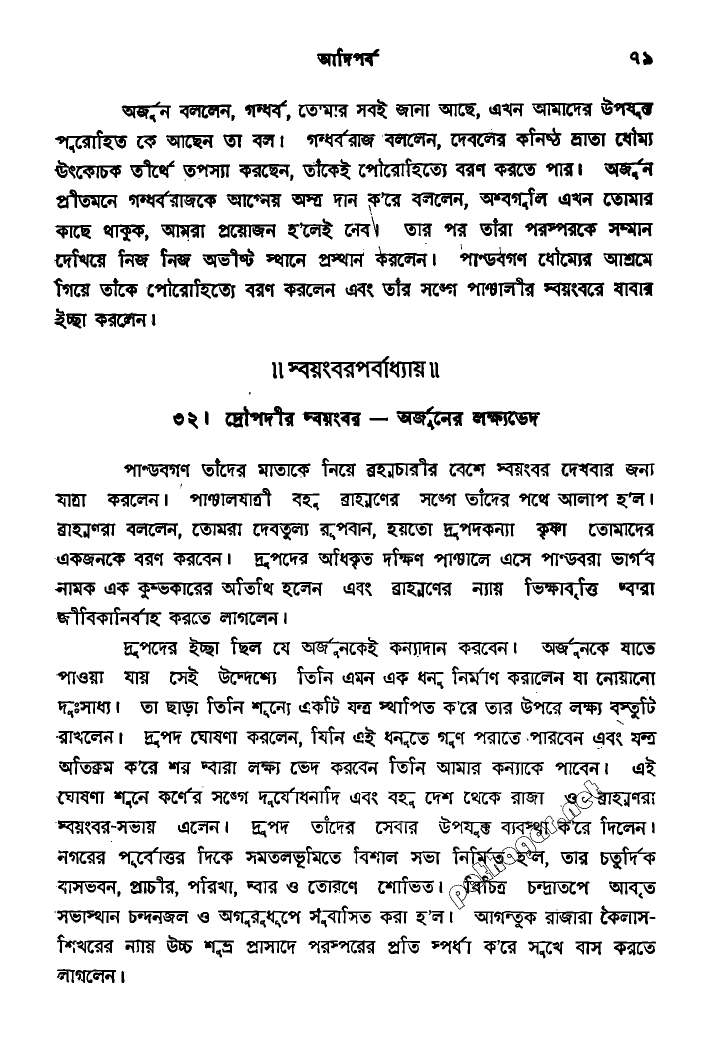 আদিপর্ব ৭৯
অর্জুন বললেন, গন্ধর্ব, তোমার সবই জানা আছে, এখন আমাদের উপযুক্ত
পুরোহিত কে আছেন তা বল। গন্ধর্বরাজ বললেন, দেবলের কনিষ্ঠ ভ্রাতা ধৌম্য
উৎকোচক তীর্থে তপস্যা করছেন, তাঁকেই পৌরোহিত্যে বরণ করতে পার। অর্জুন
প্রীতমনে গন্ধর্বরাজকে আগ্নেয় অস্ত্র দান ক'রে বললেন, অশ্বগুলি এখন তোমার
কাছে থাকুক, আমরা প্রয়োজন হ'লেই নেব। তার পর তাঁরা পরস্পরকে সম্মান
দেখিয়ে নিজ নিজ অভীষ্ট স্থানে প্রস্থান করলেন। পাণ্ডবগণ ধৌম্যের আশ্রমে
গিয়ে তাঁকে পৌরোহিত্যে বরণ করলেন এবং তাঁর সঙ্গে পাঞ্চালীর স্বয়ংবরে যাবার
ইচ্ছা করলেন।
॥ স্বয়ংবরপর্বাধ্যায় ॥
৩২। দ্রৌপদীর স্বয়ংবর — অর্জুনের লক্ষ্যভেদ
পাণ্ডবগণ তাঁদের মাতাকে নিয়ে ব্রহ্মচারীর বেশে স্বয়ংবর দেখবার জন্য
যাত্রা করলেন। পাঞ্চালযাত্রী বহু ব্রাহ্মণের সঙ্গে তাঁদের পথে আলাপ হ'ল।
ব্রাহ্মণরা বললেন, তোমরা দেবতুল্য রূপবান, হয়তো দ্রুপদকন্যা কৃষ্ণা তোমাদের
একজনকে বরণ করবেন। দ্রুপদের অধিকৃত দক্ষিণ পাঞ্চালে এসে পাণ্ডবরা ভার্গব
নামক এক কুম্ভকারের অতিথি হলেন এবং ব্রাহ্মণের ন্যায় ভিক্ষাবৃত্তি দ্বারা
জীবিকানির্বাহ করতে লাগলেন।
দ্রুপদের ইচ্ছা ছিল যে অর্জুনকেই কন্যাদান করবেন। অর্জুনকে যাতে
পাওয়া যায় সেই উদ্দেশ্যে তিনি এমন এক ধনু নির্মাণ করালেন যা নোয়ানো
দুঃসাধ্য। তা ছাড়া তিনি শূন্যে একটি যন্ত্র স্থাপিত ক'রে তার উপরে লক্ষ্য বস্তুটি
রাখলেন। দ্রুপদ ঘোষণা করলেন, যিনি এই ধনুতে গুণ পরাতে পারবেন এবং যন্ত্র
অতিক্রম ক'রে শর দ্বারা লক্ষ্য ভেদ করবেন তিনি আমার কন্যাকে পাবেন। এই
ঘোষণা শুনে কর্ণের সঙ্গে দুর্যোধনাদি এবং বহু দেশ থেকে রাজা ও ব্রাহ্মণরা
স্বয়ংবর-সভায় এলেন। দ্রুপদ তাঁদের সেবার উপযুক্ত ব্যবস্থা ক'রে দিলেন।
নগরের পূর্বোত্তর দিকে সমতলভূমিতে বিশাল সভা নির্মিত হ'ল, তার চতুর্দিক
বাসভবন, প্রাচীর, পরিখা, দ্বার ও তোরণে শোভিত। বিচিত্র চন্দ্রাতপে আবৃত
সভাস্থান চন্দনজল ও অগুরুধূপে সুবাসিত করা হ'ল। আগন্তুক রাজারা কৈলাস-
শিখরের ন্যায় উচ্চ শুভ্র প্রাসাদে পরস্পরের প্রতি স্পর্ধা ক'রে সুখে বাস করতে
লাগলেন।
pathagar.net